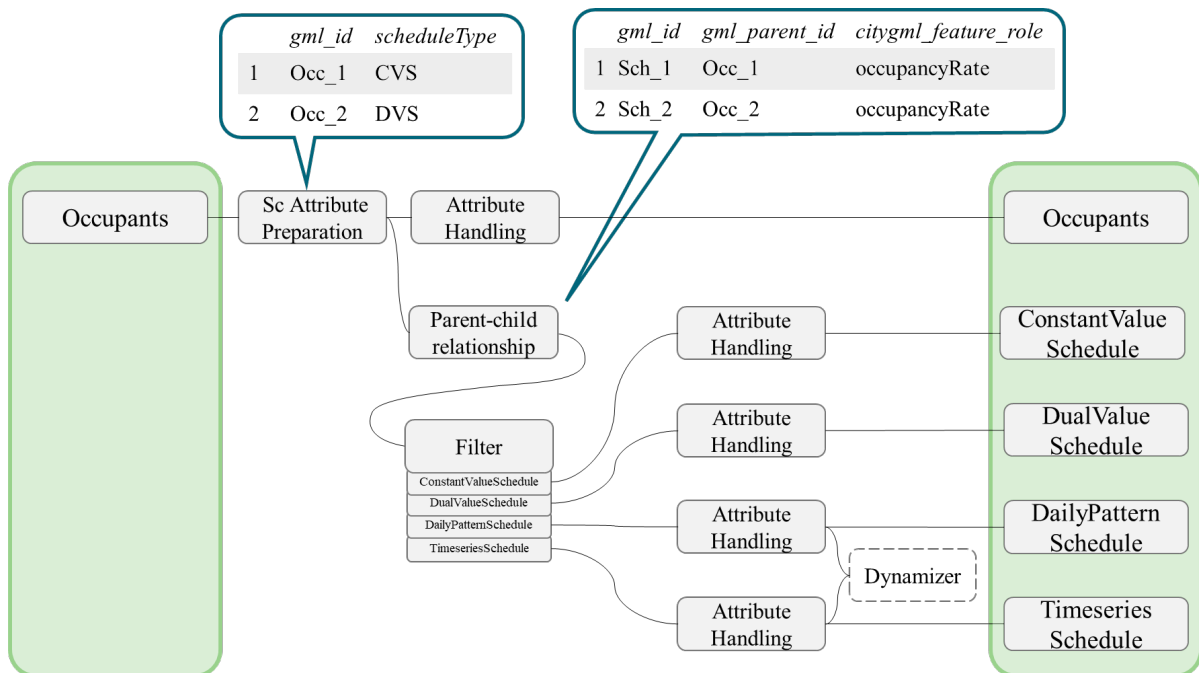 gml_id scheduleType
1 Occ_1 CVS
2 Occ_2 DVS
gml_id gml_parent_id citygml_feature_role
1 Sch_1 Occ_1 occupancyRate
2 Sch_2 Occ_2 occupancyRate
Occupants
Sc Attribute
Preparation
Attribute
Handling
Occupants
Parent-child
relationship
Attribute
Handling
ConstantValue
Schedule
Filter
ConstantValueSchedule
DualValueSchedule
DailyPatternSchedule
TimeseriesSchedule
Attribute
Handling
DualValue
Schedule
Attribute
Handling
DailyPattern
Schedule
Dynamizer
Attribute
Handling
Timeseries
Schedule